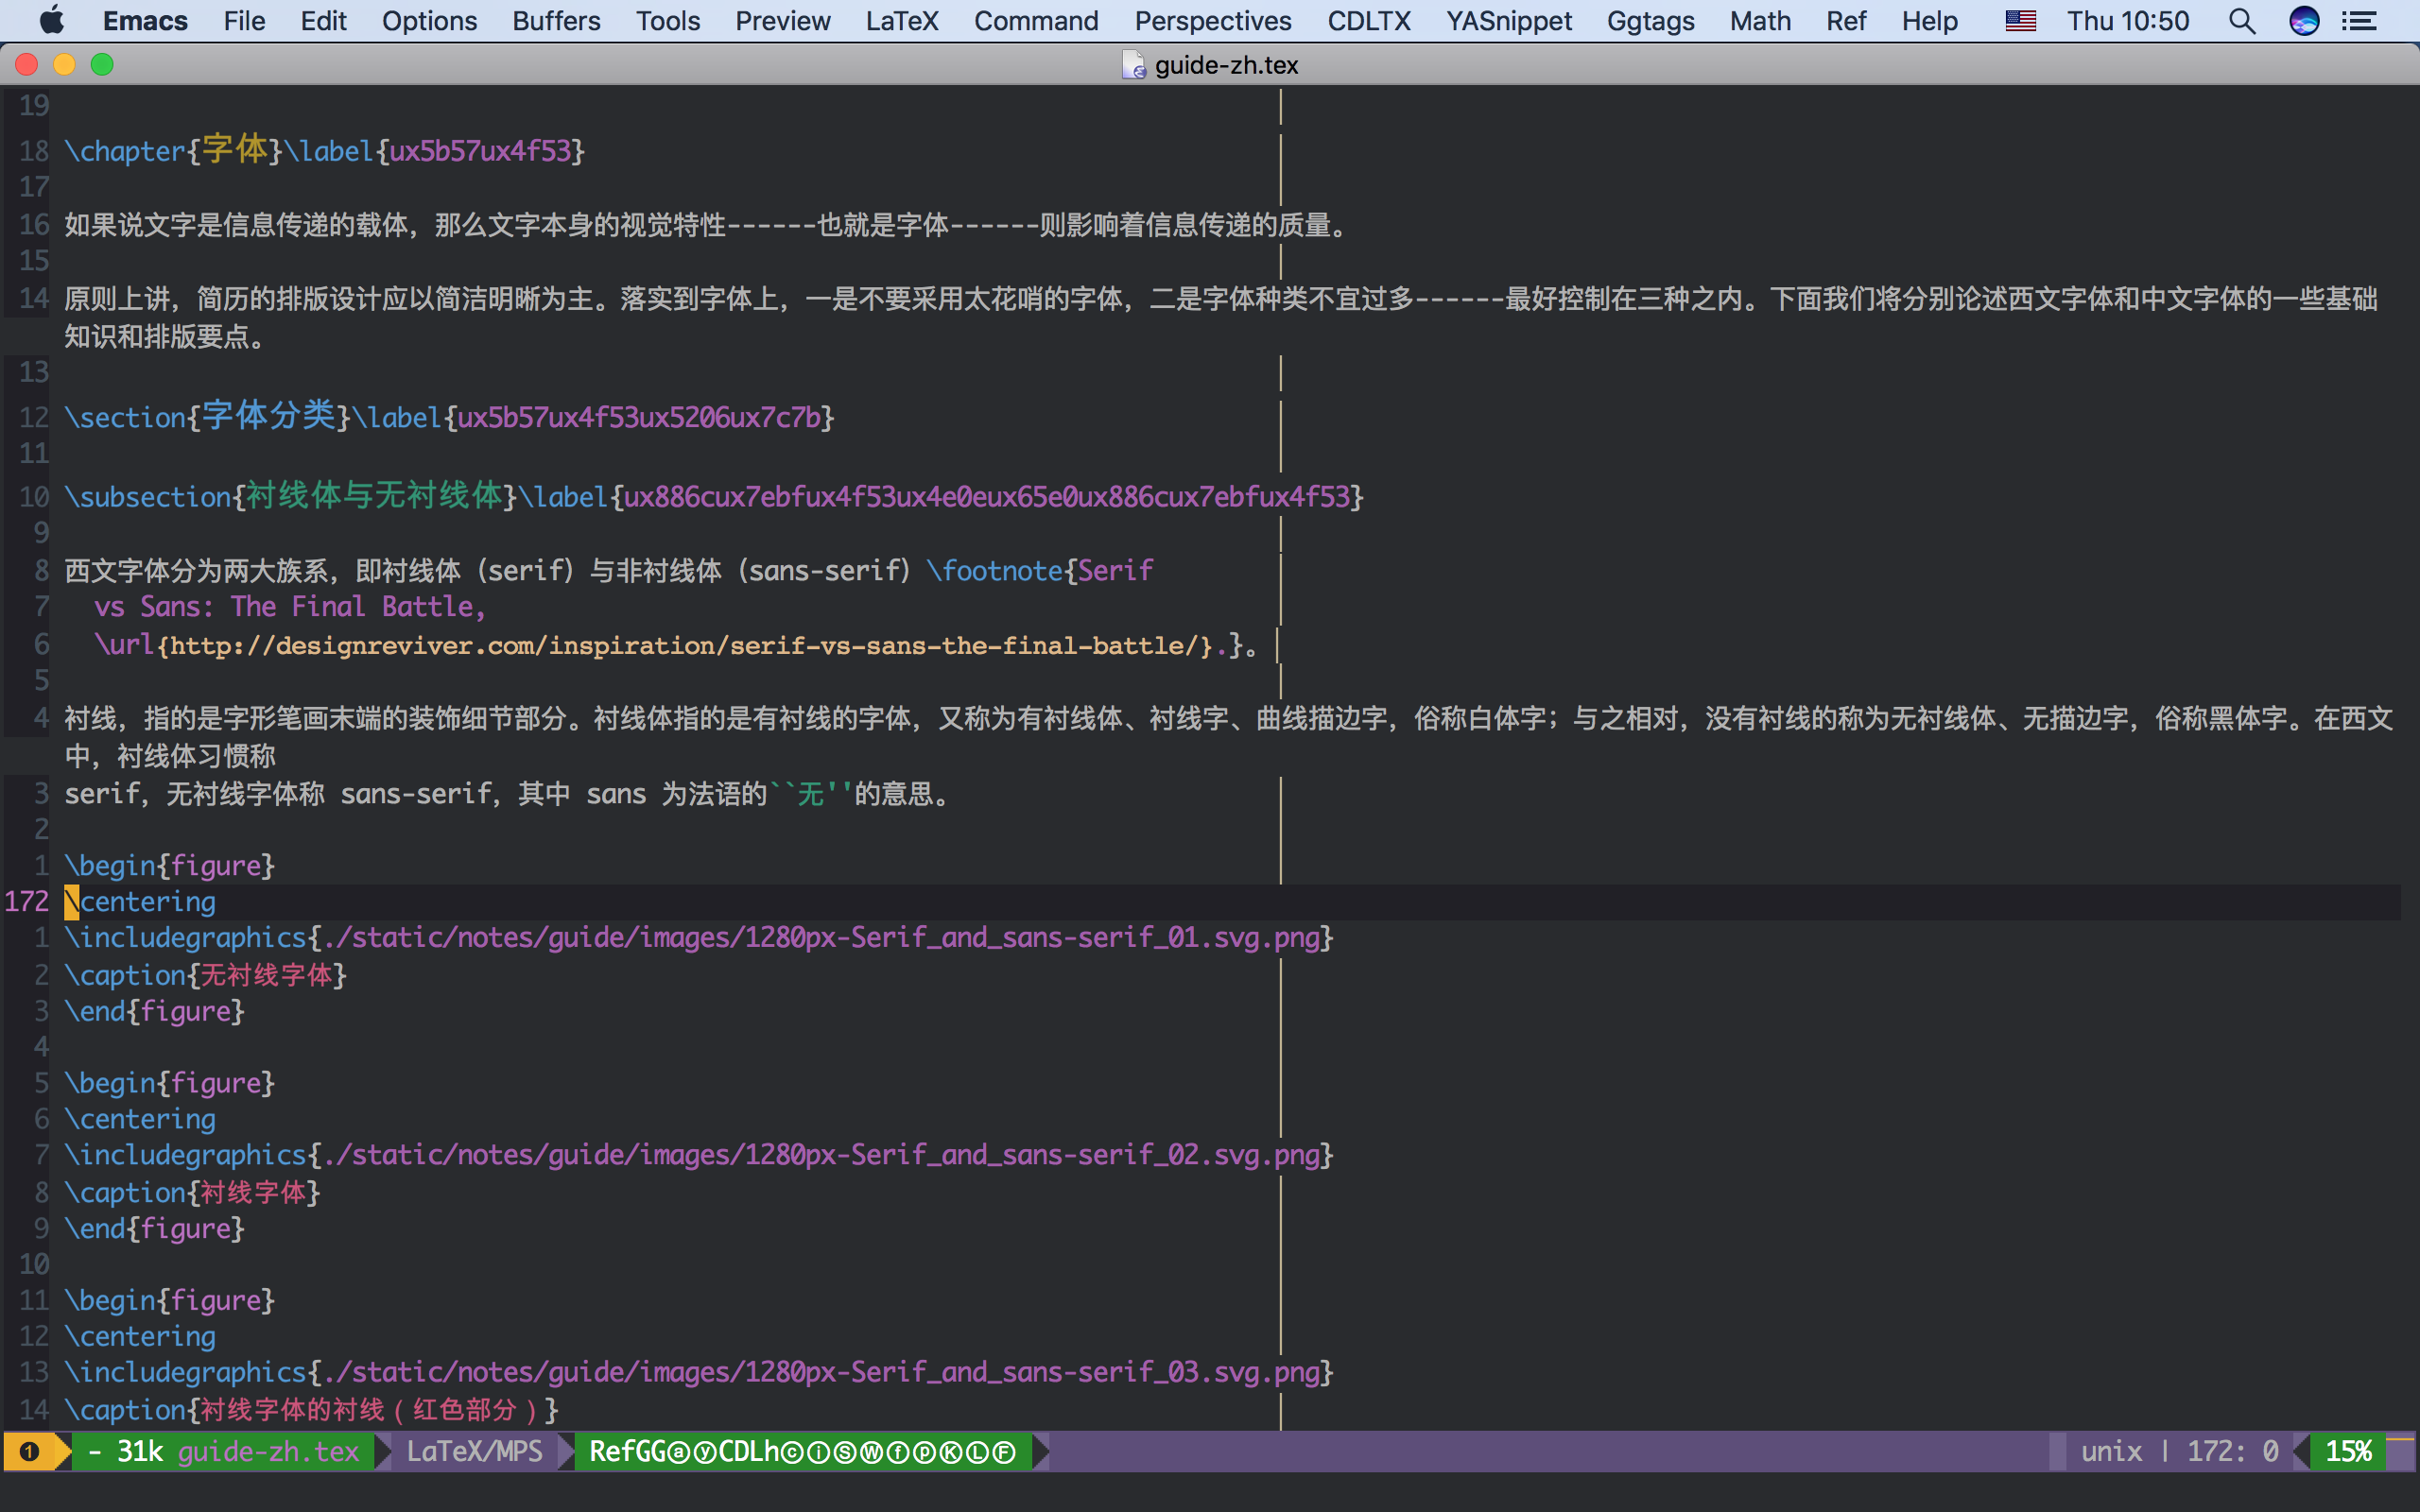 Emacs File Edit Options Buffers Tools Preview LaTeX Command Perspectives CDLTX YASnippet Ggtags Math Ref Help Thu 10:50
guide-zh.tex
19
18 \chapter{字体}\label{ux5b57ux4f53}
17
16 如果说文字是信息传递的载体，那么文字本身的视觉特性------也就是字体------则影响着信息传递的质量。
15
14 原则上讲，简历的排版设计应以简洁明晰为主。落实到字体上，一是不要采用太花哨的字体，二是字体种类不宜过多------最好控制在三种之内。下面我们将分别论述西文字体和中文字体的一些基础
知识和排版要点。
13
12 \section{字体分类}\label{ux5b57ux4f53ux5206ux7c7b}
11
10 \subsection{衬线体与无衬线体}\label{ux886cux7ebfux4f53ux4e0eux65e0ux886cux7ebfux4f53}
9
8 西文字体分为两大族系，即衬线体（serif）与非衬线体（sans-serif）\footnote{Serif
7 vs Sans: The Final Battle,
6 \url{http://designreviver.com/inspiration/serif-vs-sans-the-final-battle/}.}。
5
4 衬线，指的是字形笔画末端的装饰细节部分。衬线体指的是有衬线的字体，又称为有衬线体、衬线字、曲线描边字，俗称白体字；与之相对，没有衬线的称为无衬线体、无描边字，俗称黑体字。在西文
中，衬线体习惯称
3 serif，无衬线字体称 sans-serif，其中 sans 为法语的``无''的意思。
2
1 \begin{figure}
172 \centering
1 \includegraphics{./static/notes/guide/images/1280px-Serif_and_sans-serif_01.svg.png}
2 \caption{无衬线字体}
3 \end{figure}
4
5 \begin{figure}
6 \centering
7 \includegraphics{./static/notes/guide/images/1280px-Serif_and_sans-serif_02.svg.png}
8 \caption{衬线字体}
9 \end{figure}
10
11 \begin{figure}
12 \centering
13 \includegraphics{./static/notes/guide/images/1280px-Serif_and_sans-serif_03.svg.png}
14 \caption{衬线字体的衬线（红色部分）}
❶ - 31k guide-zh.tex LaTeX/MPS RefGGⓐⓨCDLhⓒⓘⓈⓌⓕⓟⓀⓁⒻ unix | 172: 0 15%